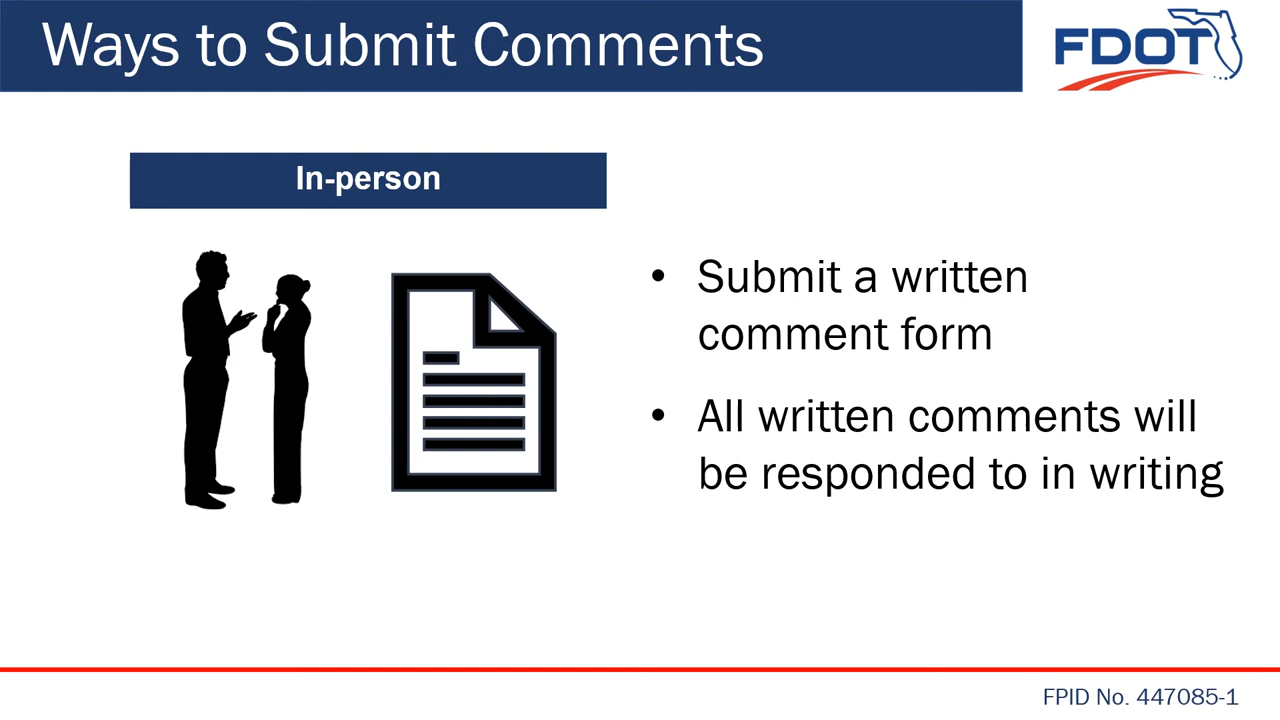 Ways to Submit Comments
FDOT
In-person
• Submit a written
comment form
• All written comments will
be responded to in writing
FPID No. 447085-1